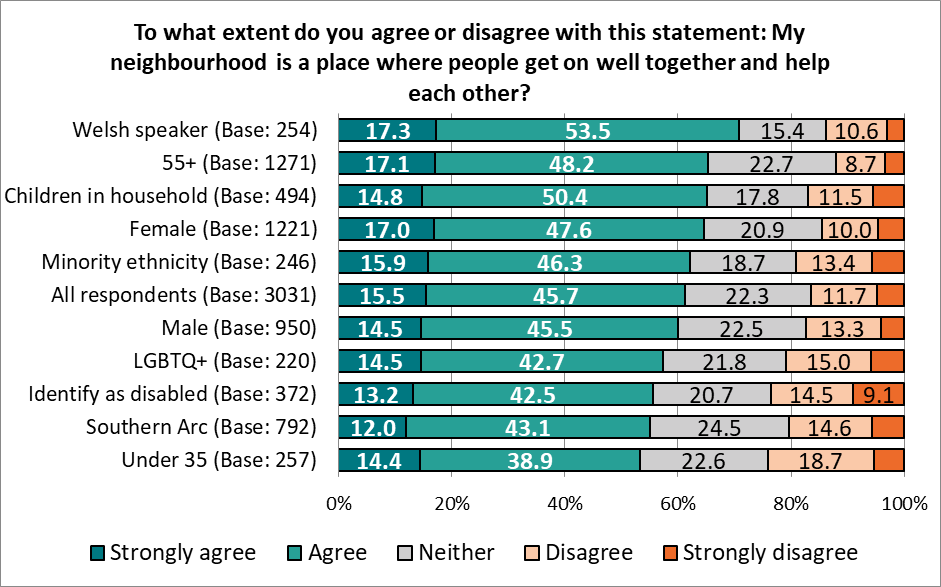 To what extent do you agree or disagree with this statement: My
neighbourhood is a place where people get on well together and help
each other?
Welsh speaker (Base: 254) 17.3 53.5 15.4 10.6
55+ (Base: 1271) 17.1 48.2 22.7 8.7
Children in household (Base: 494) 14.8 50.4 17.8 11.5
Female (Base: 1221) 17.0 47.6 20.9 10.0
Minority ethnicity (Base: 246) 15.9 46.3 18.7 13.4
All respondents (Base: 3031) 15.5 45.7 22.3 11.7
Male (Base: 950) 14.5 45.5 22.5 13.3
LGBTQ+ (Base: 220) 14.5 42.7 21.8 15.0
Identify as disabled (Base: 372) 13.2 42.5 20.7 14.5 9.1
Southern Arc (Base: 792) 12.0 43.1 24.5 14.6
Under 35 (Base: 257) 14.4 38.9 22.6 18.7
0% 20% 40% 60% 80% 100%
Strongly agree Agree Neither Disagree Strongly disagree